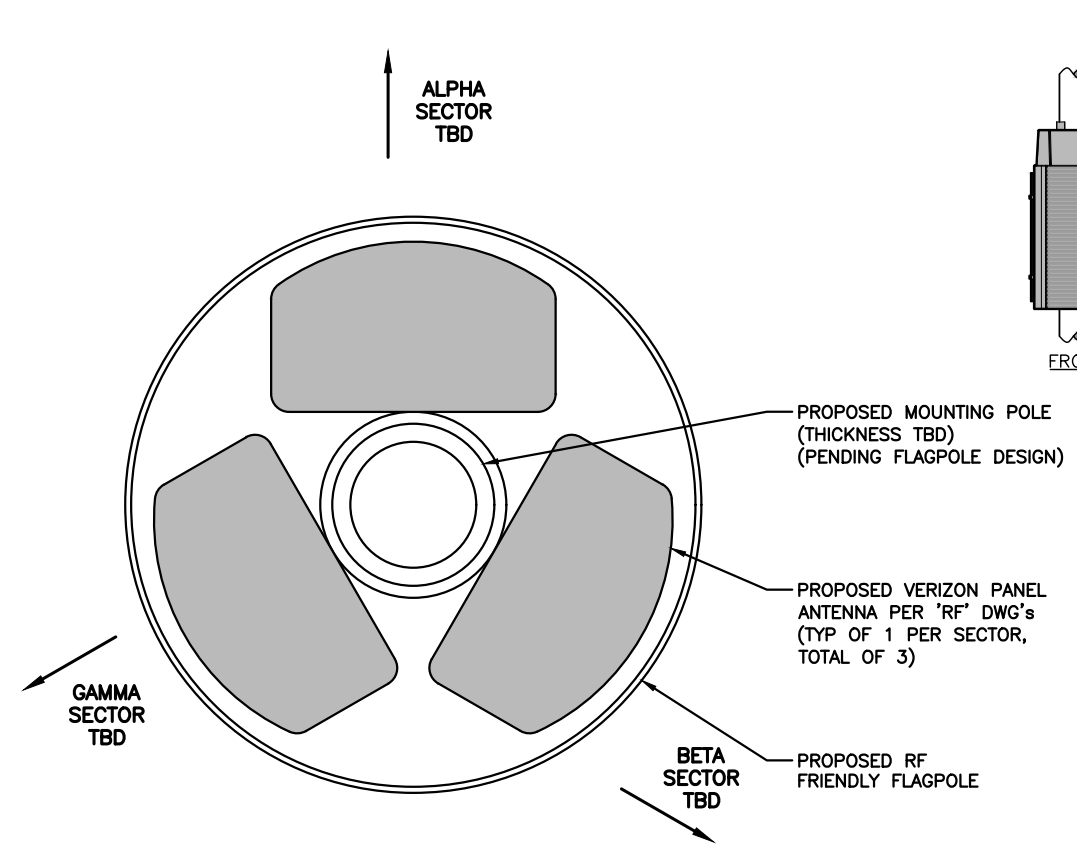 ALPHA
SECTOR
TBD
PROPOSED MOUNTING POLE
(THICKNESS TBD)
(PENDING FLAGPOLE DESIGN)
PROPOSED VERIZON PANEL
ANTENNA PER 'RF' DWG's
(TYP OF 1 PER SECTOR,
TOTAL OF 3)
GAMMA
SECTOR
TBD
BETA
SECTOR
TBD
PROPOSED RF
FRIENDLY FLAGPOLE